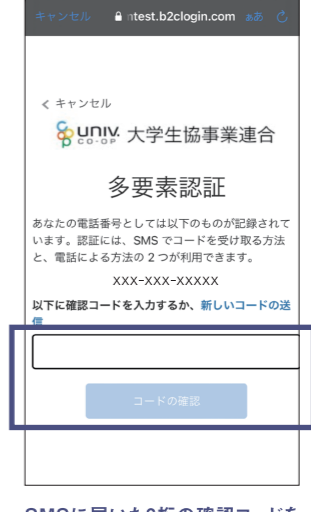 キャンセル ntest.b2clogin.com ああ
キャンセル
UNIV. CO-OP 大学生協事業連合
多要素認証
あなたの電話番号としては以下のものが記録されて
います。認証には、SMS でコードを受け取る方法
と、電話による方法の 2 つが利用できます。
XXX-XXX-XXXXX
以下に確認コードを入力するか、新しいコードの送
信
コードの確認
SMSに届いた6桁の確認コードを